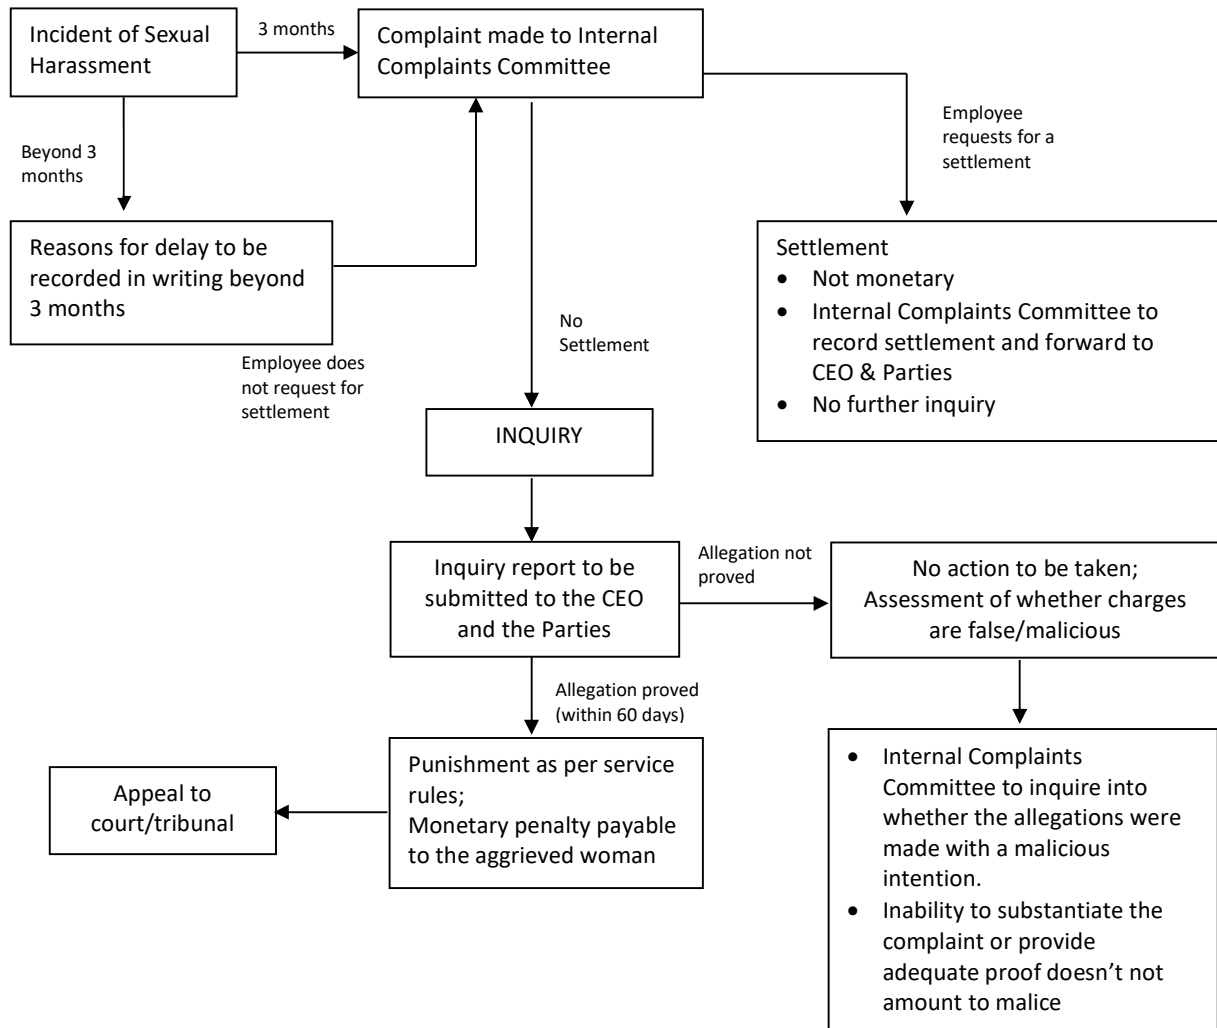 Incident of Sexual
Harassment
3 months
Complaint made to Internal
Complaints Committee
Beyond 3
months
Employee
requests for a
settlement
Reasons for delay to be
recorded in writing beyond
3 months
Settlement
• Not monetary
• Internal Complaints Committee to
record settlement and forward to
CEO & Parties
• No further inquiry
No
Settlement
Employee does
not request for
settlement
INQUIRY
Inquiry report to be
submitted to the CEO
and the Parties
Allegation not
proved
No action to be taken;
Assessment of whether charges
are false/malicious
Allegation proved
(within 60 days)
Punishment as per service
rules;
Monetary penalty payable
to the aggrieved woman
Appeal to
court/tribunal
• Internal Complaints
Committee to inquire into
whether the allegations were
made with a malicious
intention.
• Inability to substantiate the
complaint or provide
adequate proof doesn't not
amount to malice